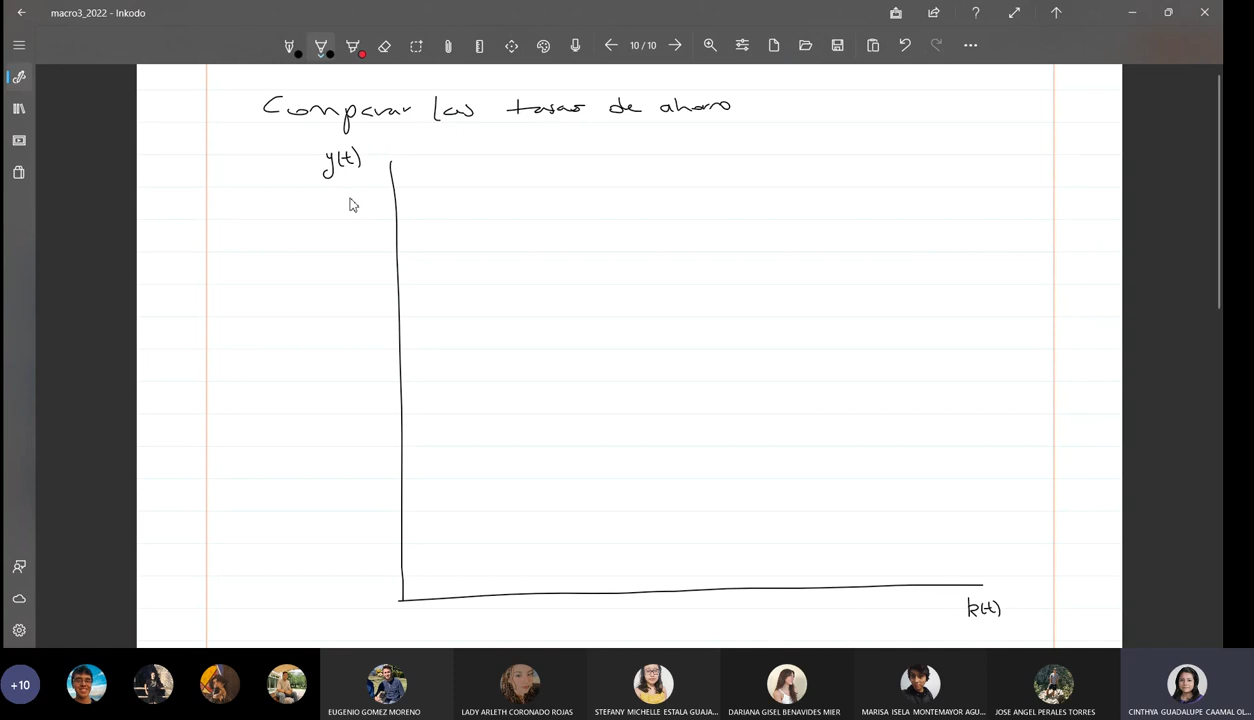 macro3_2022 - Inkodo
10 / 10
Comparar las tasas de ahorro
y(t)
k(t)
+10
EUGENIO GOMEZ MORENO
LADY ARLETH CORONADO ROJAS
STEFANY MICHELLE ESTALA GUAJA...
DARIANA GISEL BENAVIDES MIER
MARISA ISELA MONTEMAYOR AGU...
JOSE ANGEL PERALES TORRES
CINTHYA GUADALUPE CAAMAL OL...